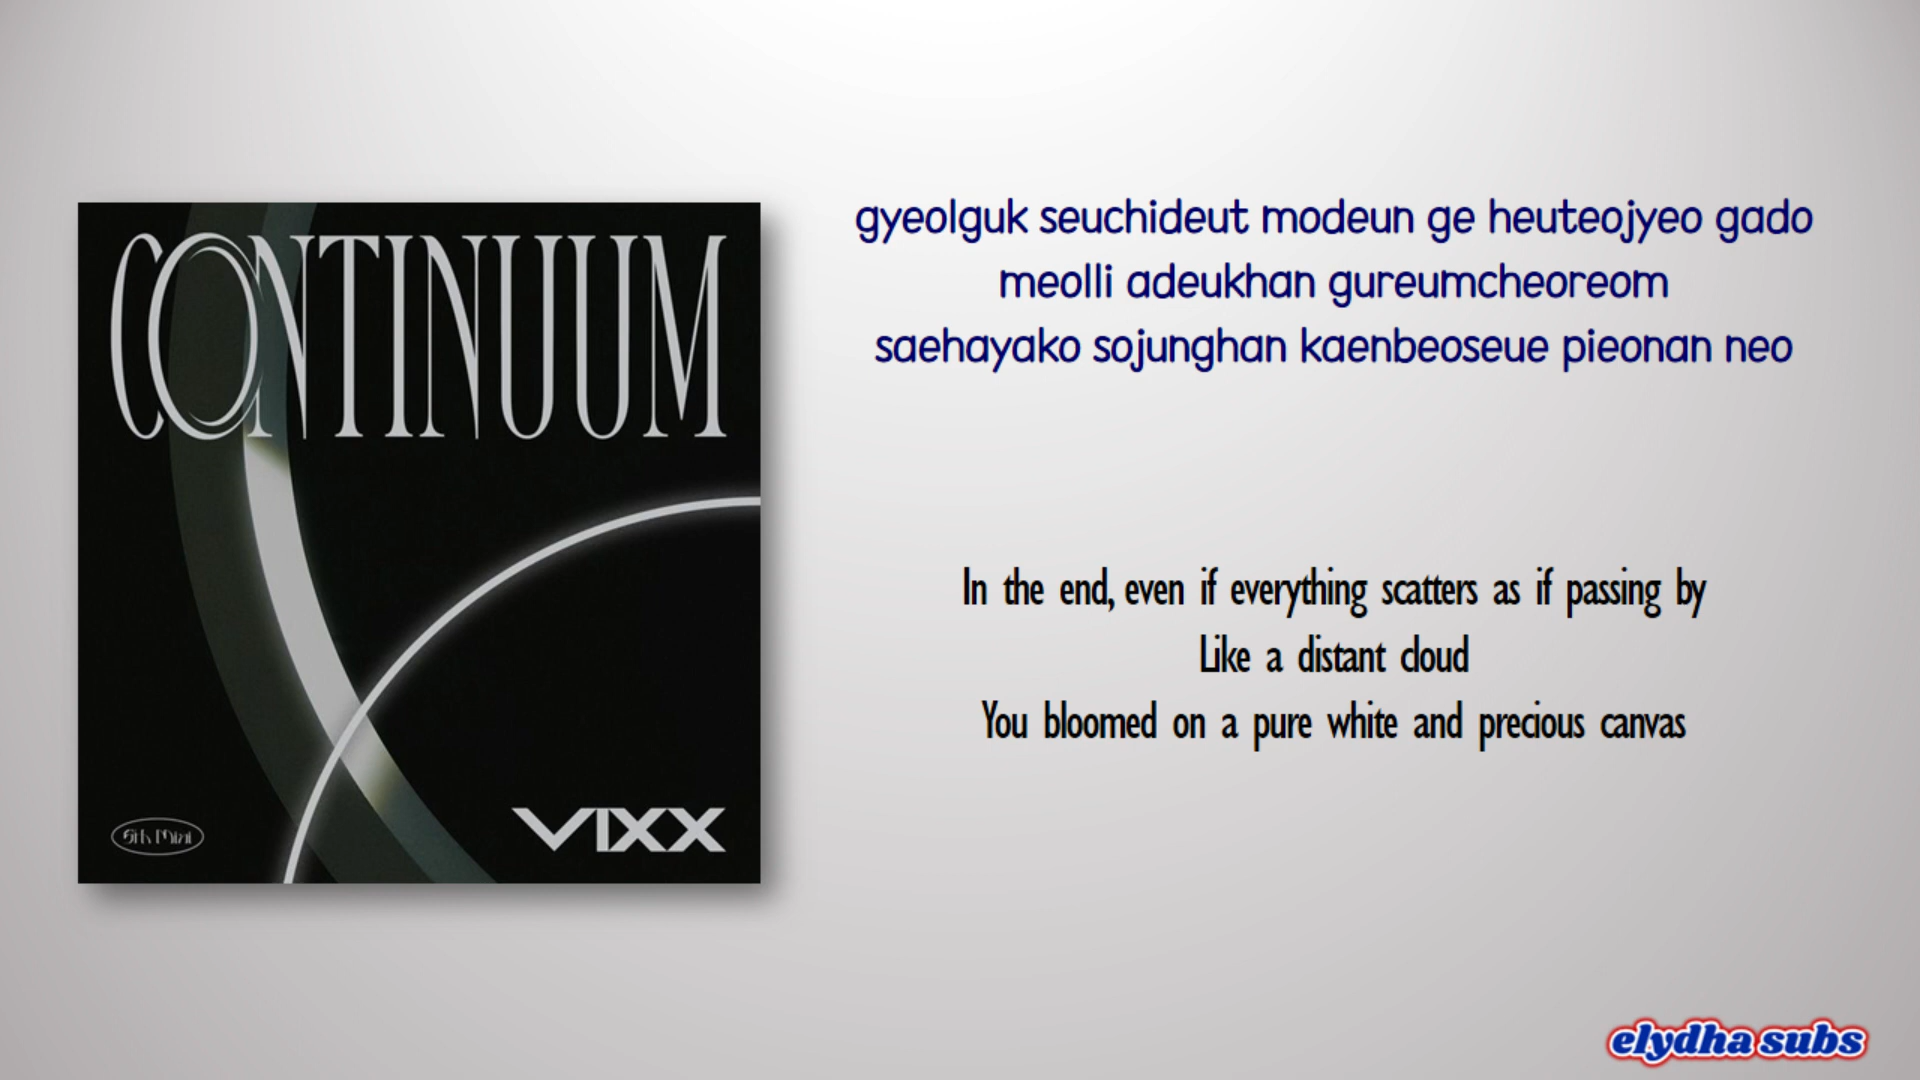 CONTINUUM
5th Mini
VIXX
gyeolguk seuchideut modeun ge heuteojyeo gado
meolli adeukhan gureumcheoreom
saehayako sojunghan kaenbeoseue pieonan neo
In the end, even if everything scatters as if passing by
Like a distant cloud
You bloomed on a pure white and precious canvas
elydha subs